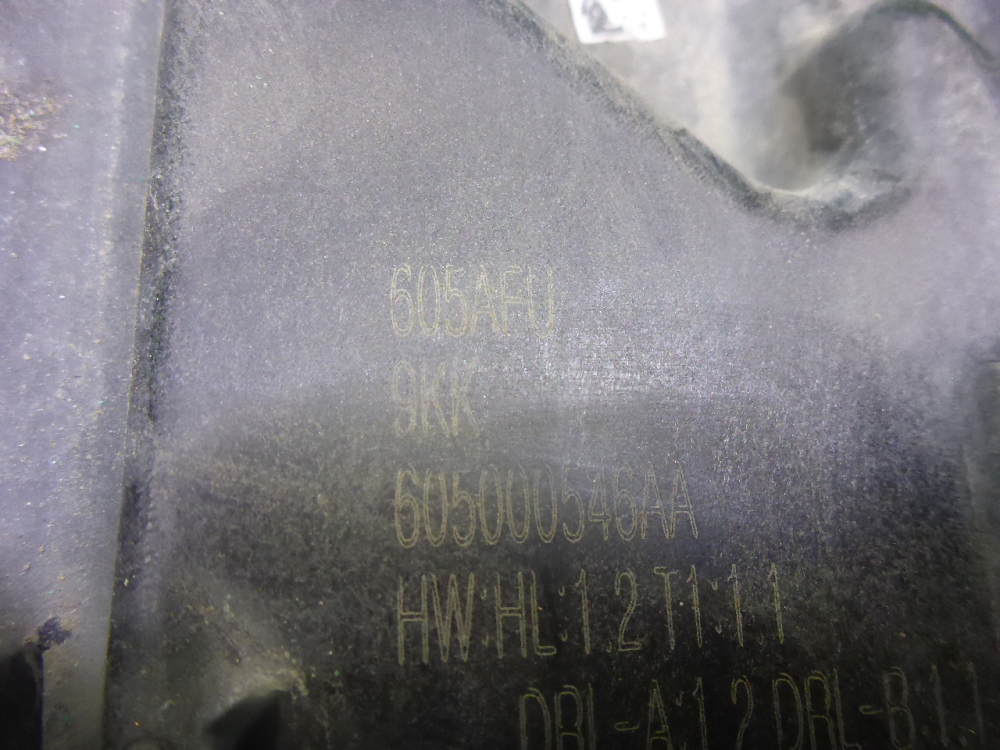 605AFU
9KK
605000546AA
HW:HL:1.2 T1:1.1
DRL-A:1.2 DRL-B:1.1